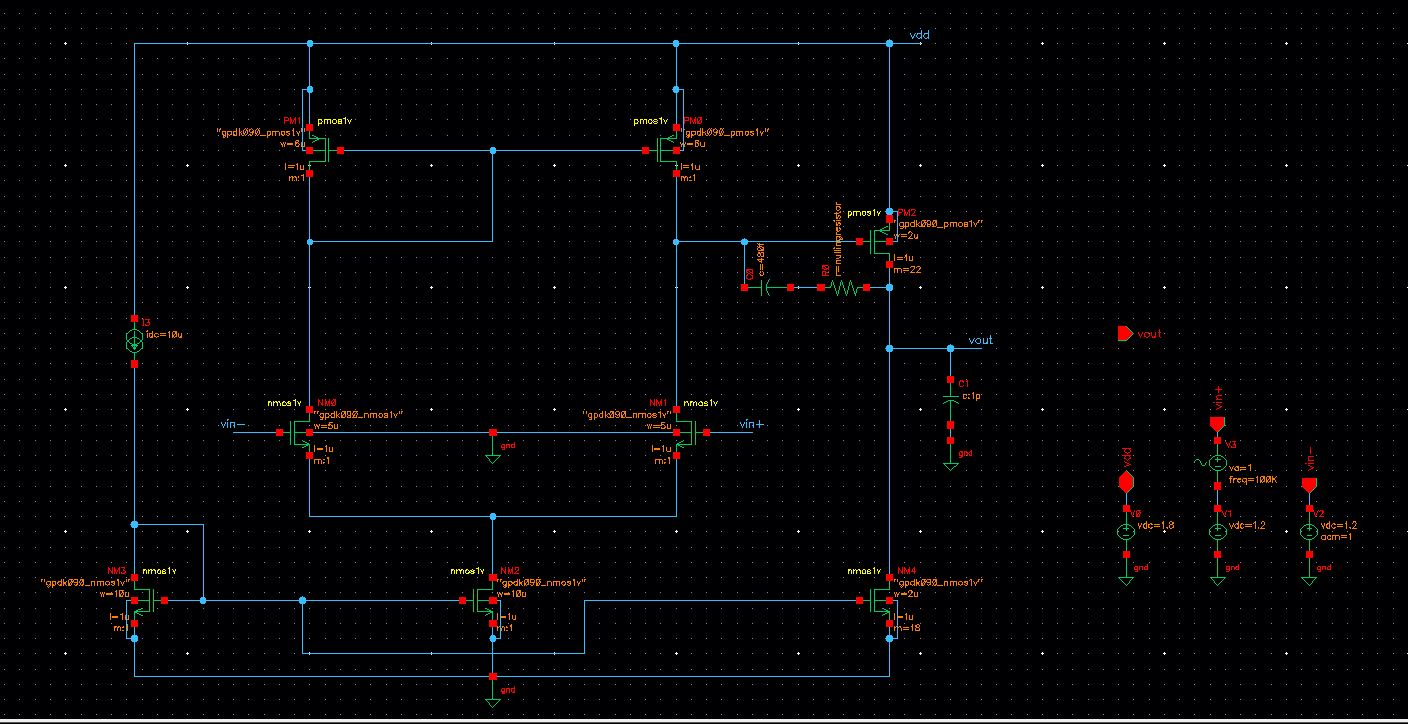 vdd
PM1
pmos1v
"gpdk090_pmos1v"
w=6u
l=1u
m:1
pmos1v
PM0
"gpdk090_pmos1v"
w=6u
l=1u
m:1
pmos1v
PM2
"gpdk090_pmos1v"
w=2u
l=1u
m=22
C0
c=480f
R0
r=nullingresistor
I3
idc=10u
vout
C1
c:1p
gnd
nmos1v
NM0
"gpdk090_nmos1v"
w=5u
l=1u
m:1
vin-
gnd
NM1
nmos1v
"gpdk090_nmos1v"
w=5u
l=1u
m:1
vin+
NM3
nmos1v
"gpdk090_nmos1v"
w=10u
l=1u
m:1
nmos1v
NM2
"gpdk090_nmos1v"
w=10u
l=1u
m:1
nmos1v
NM4
"gpdk090_nmos1v"
w=2u
l=1u
m=18
gnd
vout
vdd
V0
vdc=1.8
gnd
vin+
V3
va=1
freq=100K
V1
vdc=1.2
gnd
vin-
V2
vdc=1.2
acm=1
gnd